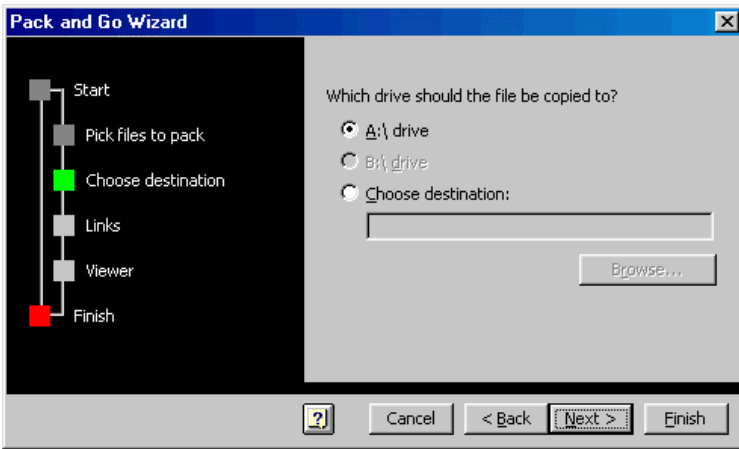 Pack and Go Wizard
Start
Pick files to pack
Choose destination
Links
Viewer
Finish
Which drive should the file be copied to?
A:\ drive
B:\ drive
Choose destination:
Browse...
?
Cancel
< Back
Next >
Finish